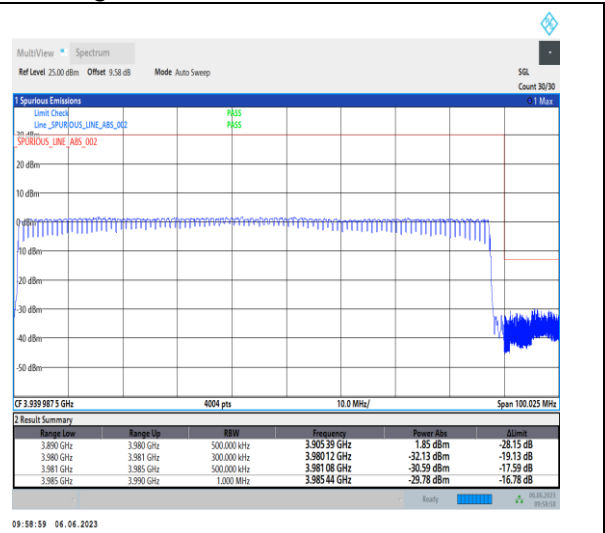 MultiView Spectrum
Ref Level 25.00 dBm Offset 9.58 dB Mode Auto Sweep SGL
Count 30/30
1 Spurious Emissions 1 Max
Limit Check PASS
Line _SPURIOUS_LINE_ABS_002 PASS
30 dBm
_SPURIOUS_LINE_ABS_002
20 dBm
10 dBm
0 dBm
-10 dBm
-20 dBm
-30 dBm
-40 dBm
-50 dBm
CF 3.939 987 5 GHz 4004 pts 10.0 MHz/ Span 100.025 MHz
2 Result Summary
Range Low Range Up RBW Frequency Power Abs ΔLimit
3.890 GHz 3.980 GHz 500.000 kHz 3.905 39 GHz 1.85 dBm -28.15 dB
3.980 GHz 3.981 GHz 300.000 kHz 3.980 12 GHz -32.13 dBm -19.13 dB
3.981 GHz 3.985 GHz 500.000 kHz 3.981 08 GHz -30.59 dBm -17.59 dB
3.985 GHz 3.990 GHz 1.000 MHz 3.985 44 GHz -29.78 dBm -16.78 dB
Ready 06.06.2023
09:58:58
09:58:59 06.06.2023